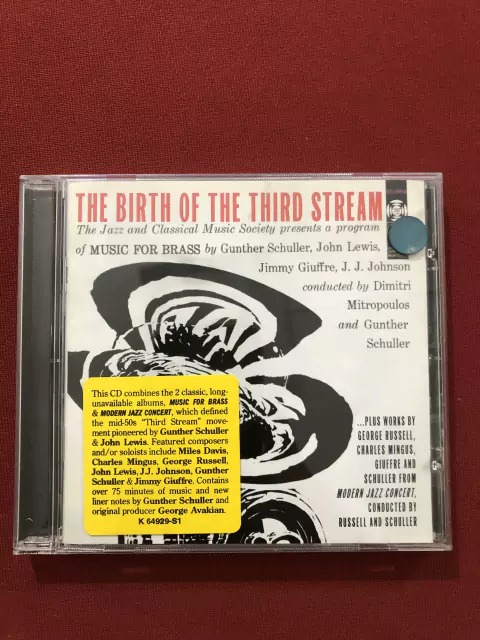 THE BIRTH OF THE THIRD STREAM
The Jazz and Classical Music Society presents a program
of MUSIC FOR BRASS by Gunther Schuller, John Lewis,
Jimmy Giuffre, J. J. Johnson
conducted by Dimitri
Mitropoulos
and Gunther
Schuller
This CD combines the 2 classic, long-
unavailable albums, MUSIC FOR BRASS
& MODERN JAZZ CONCERT, which defined
the mid-50s "Third Stream" move-
ment pioneered by Gunther Schuller
& John Lewis. Featured composers
and/or soloists include Miles Davis,
Charles Mingus, George Russell,
John Lewis, J.J. Johnson, Gunther
Schuller & Jimmy Giuffre. Contains
over 75 minutes of music and new
liner notes by Gunther Schuller and
original producer George Avakian.
K 64929-S1
...PLUS WORKS BY
GEORGE RUSSELL,
CHARLES MINGUS,
GIUFFRE AND
SCHULLER FROM
MODERN JAZZ CONCERT,
CONDUCTED BY
RUSSELL AND SCHULLER